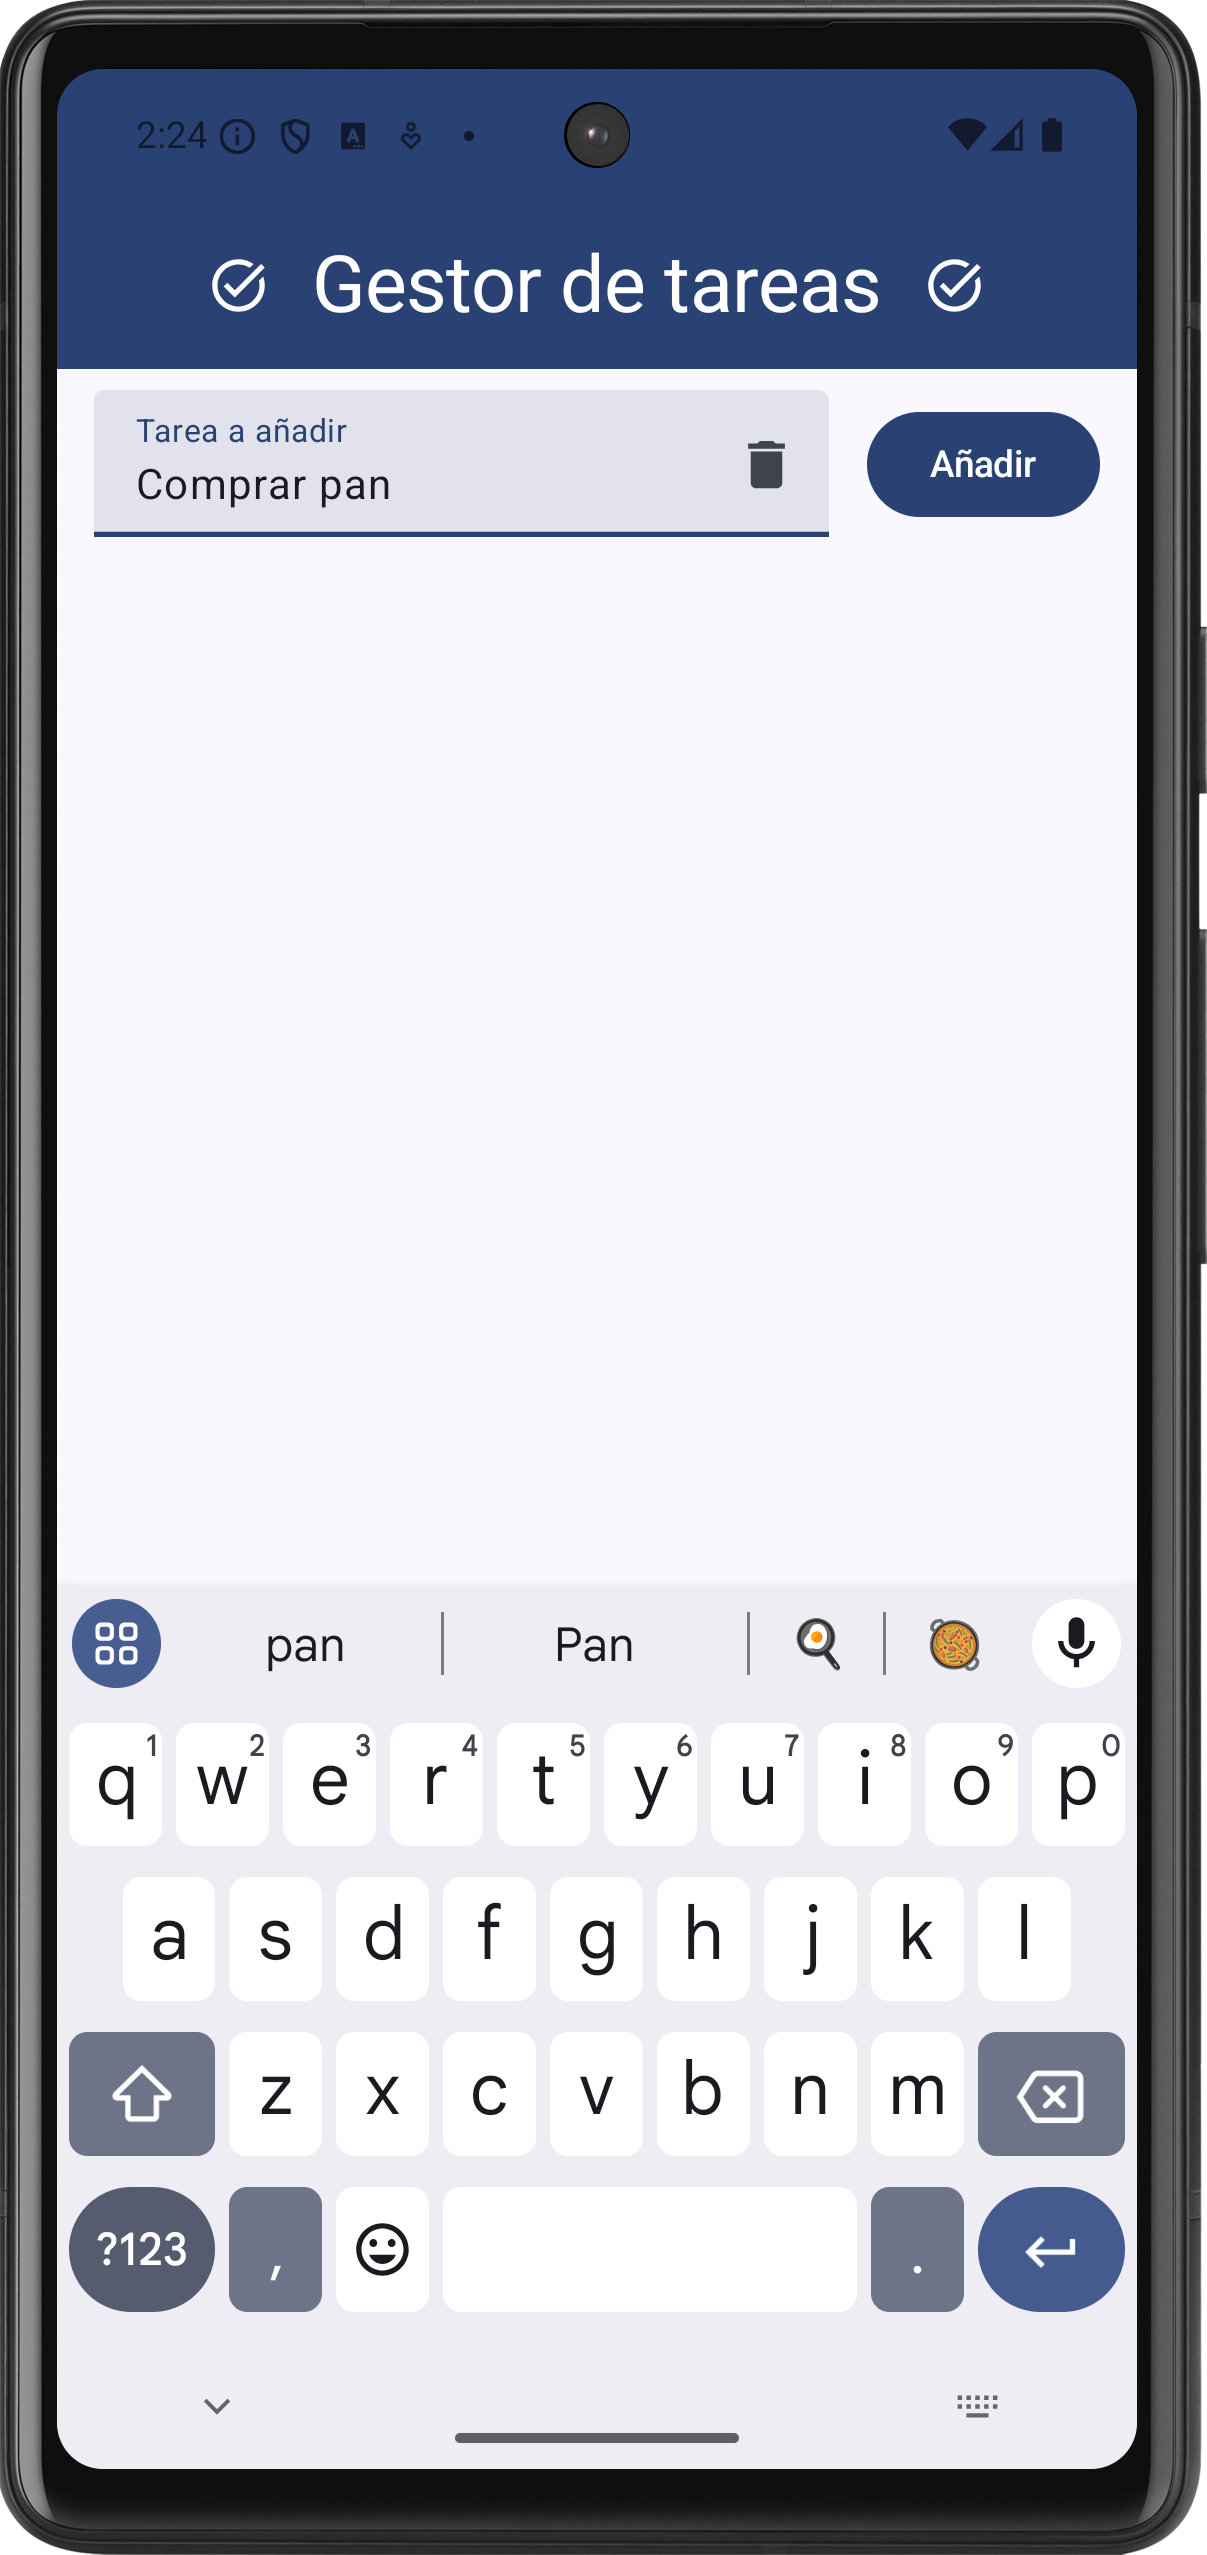 2:24
Gestor de tareas
Tarea a añadir
Comprar pan
Añadir
pan Pan
1 2 3 4 5 6 7 8 9 0
q w e r t y u i o p
a s d f g h j k l
z x c v b n m
?123 , .